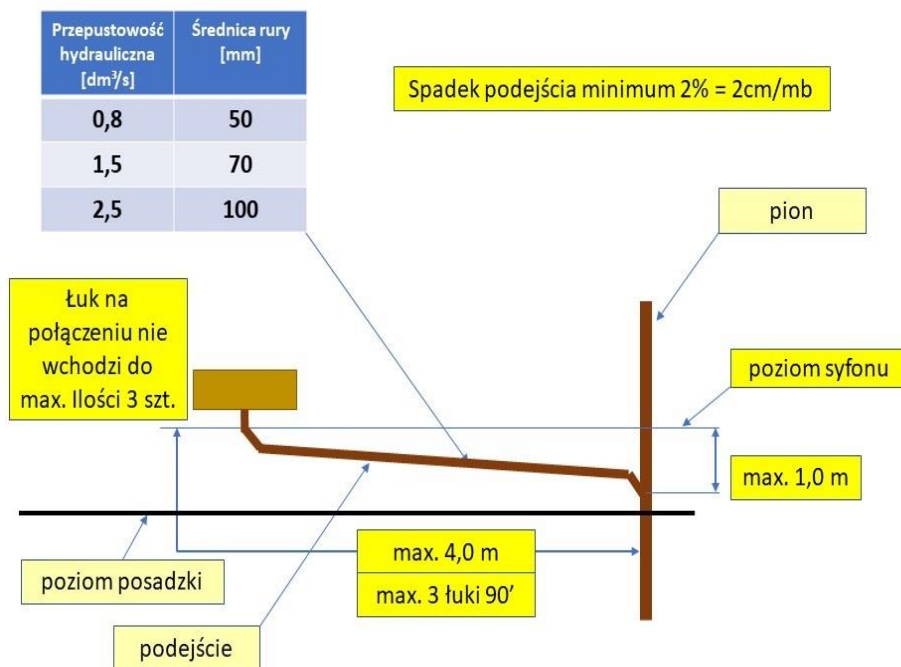 Przepustowość hydrauliczna [dm³/s]
Średnica rury [mm]
0,8 50
1,5 70
2,5 100
Spadek podejścia minimum 2% = 2cm/mb
pion
Łuk na
połączeniu nie
wchodzi do
max. Ilości 3 szt.
poziom syfonu
max. 1,0 m
max. 4,0 m
max. 3 łuki 90'
poziom posadzki
podejście